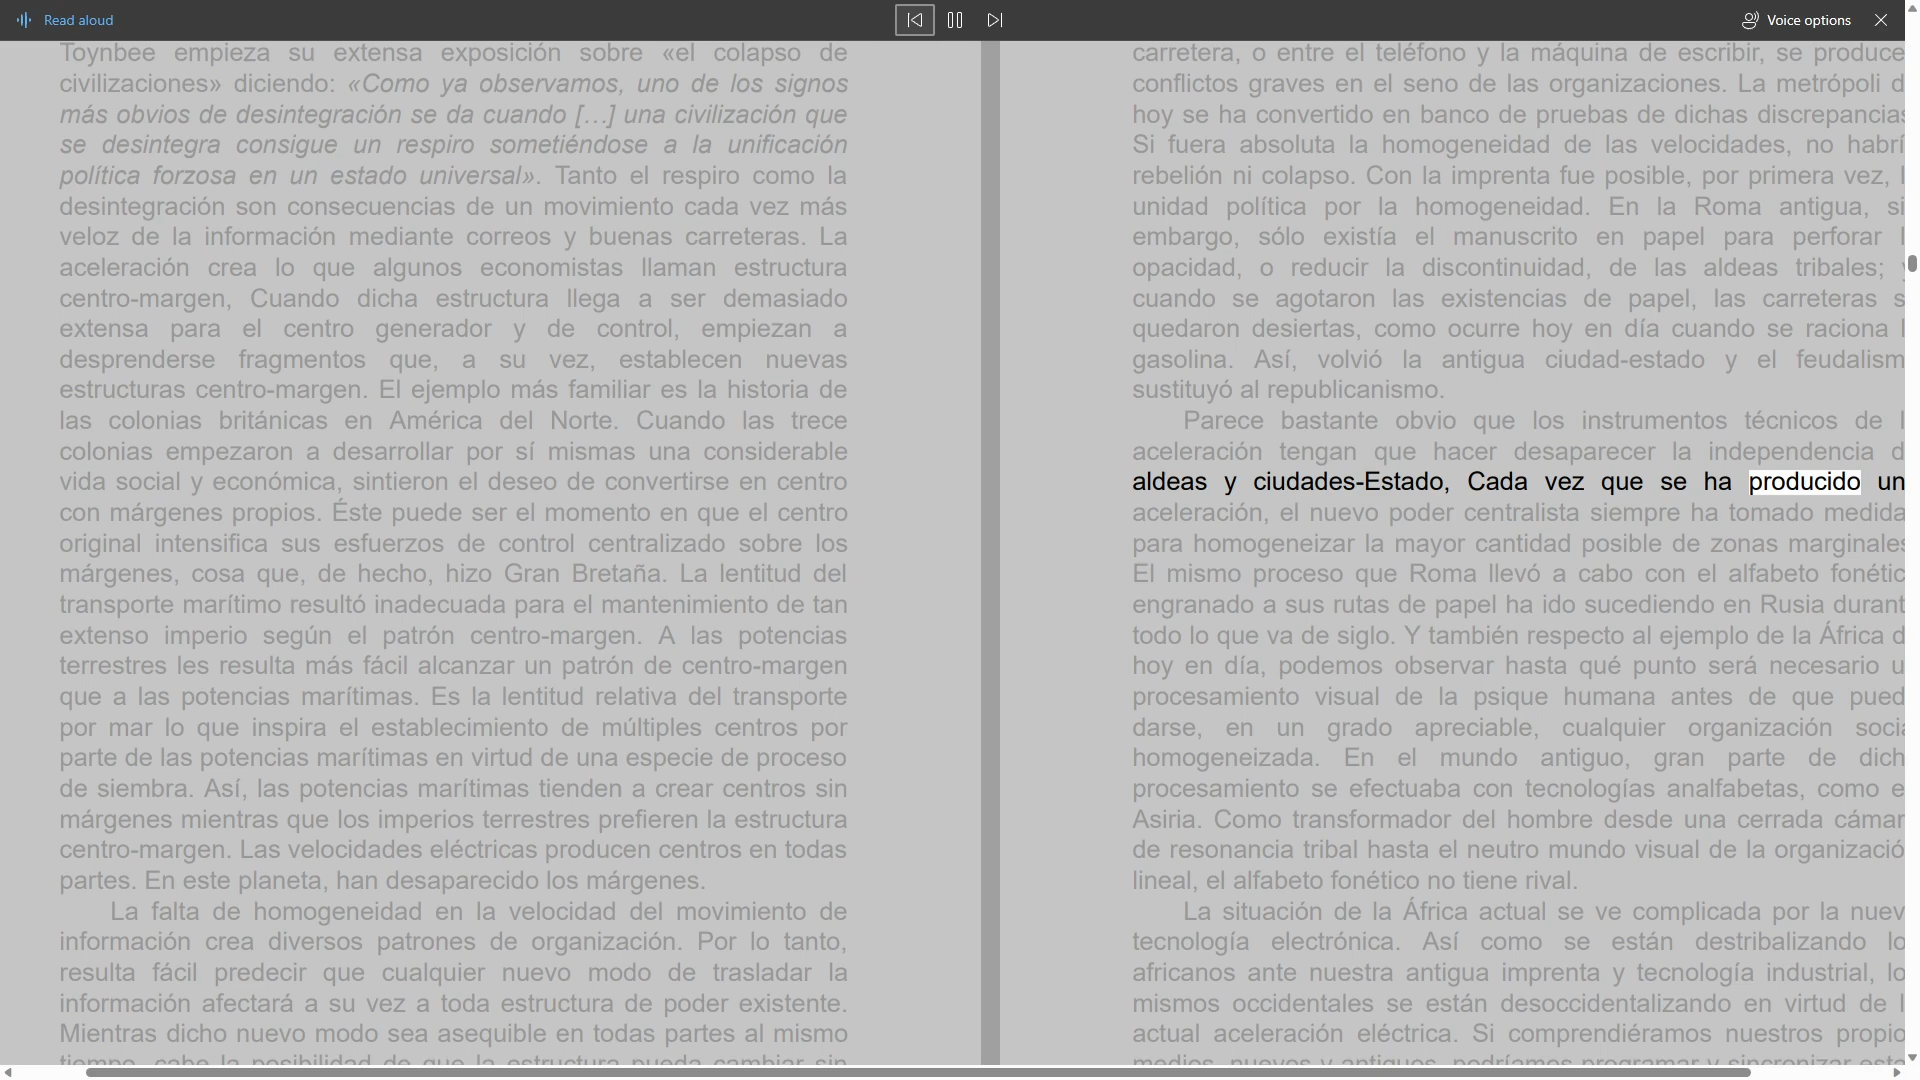 Read aloud
Voice options
Toynbee empieza su extensa exposición sobre «el colapso de
civilizaciones» diciendo: «Como ya observamos, uno de los signos
más obvios de desintegración se da cuando [...] una civilización que
se desintegra consigue un respiro sometiéndose a la unificación
política forzosa en un estado universal». Tanto el respiro como la
desintegración son consecuencias de un movimiento cada vez más
veloz de la información mediante correos y buenas carreteras. La
aceleración crea lo que algunos economistas llaman estructura
centro-margen, Cuando dicha estructura llega a ser demasiado
extensa para el centro generador y de control, empiezan a
desprenderse fragmentos que, a su vez, establecen nuevas
estructuras centro-margen. El ejemplo más familiar es la historia de
las colonias británicas en América del Norte. Cuando las trece
colonias empezaron a desarrollar por sí mismas una considerable
vida social y económica, sintieron el deseo de convertirse en centro
con márgenes propios. Éste puede ser el momento en que el centro
original intensifica sus esfuerzos de control centralizado sobre los
márgenes, cosa que, de hecho, hizo Gran Bretaña. La lentitud del
transporte marítimo resultó inadecuada para el mantenimiento de tan
extenso imperio según el patrón centro-margen. A las potencias
terrestres les resulta más fácil alcanzar un patrón de centro-margen
que a las potencias marítimas. Es la lentitud relativa del transporte
por mar lo que inspira el establecimiento de múltiples centros por
parte de las potencias marítimas en virtud de una especie de proceso
de siembra. Así, las potencias marítimas tienden a crear centros sin
márgenes mientras que los imperios terrestres prefieren la estructura
centro-margen. Las velocidades eléctricas producen centros en todas
partes. En este planeta, han desaparecido los márgenes.
La falta de homogeneidad en la velocidad del movimiento de
información crea diversos patrones de organización. Por lo tanto,
resulta fácil predecir que cualquier nuevo modo de trasladar la
información afectará a su vez a toda estructura de poder existente.
Mientras dicho nuevo modo sea asequible en todas partes al mismo
tiempo, cabe la posibilidad de que la estructura pueda cambiar sin
carretera, o entre el teléfono y la máquina de escribir, se produce
conflictos graves en el seno de las organizaciones. La metrópoli d
hoy se ha convertido en banco de pruebas de dichas discrepancias
Si fuera absoluta la homogeneidad de las velocidades, no habrí
rebelión ni colapso. Con la imprenta fue posible, por primera vez, l
unidad política por la homogeneidad. En la Roma antigua, si
embargo, sólo existía el manuscrito en papel para perforar l
opacidad, o reducir la discontinuidad, de las aldeas tribales; y
cuando se agotaron las existencias de papel, las carreteras s
quedaron desiertas, como ocurre hoy en día cuando se raciona l
gasolina. Así, volvió la antigua ciudad-estado y el feudalism
sustituyó al republicanismo.
Parece bastante obvio que los instrumentos técnicos de l
aceleración tengan que hacer desaparecer la independencia d
aldeas y ciudades-Estado, Cada vez que se ha producido un
aceleración, el nuevo poder centralista siempre ha tomado medida
para homogeneizar la mayor cantidad posible de zonas marginales
El mismo proceso que Roma llevó a cabo con el alfabeto fonétic
engranado a sus rutas de papel ha ido sucediendo en Rusia durant
todo lo que va de siglo. Y también respecto al ejemplo de la África d
hoy en día, podemos observar hasta qué punto será necesario u
procesamiento visual de la psique humana antes de que pued
darse, en un grado apreciable, cualquier organización socia
homogeneizada. En el mundo antiguo, gran parte de dich
procesamiento se efectuaba con tecnologías analfabetas, como e
Asiria. Como transformador del hombre desde una cerrada cámar
de resonancia tribal hasta el neutro mundo visual de la organizació
lineal, el alfabeto fonético no tiene rival.
La situación de la África actual se ve complicada por la nuev
tecnología electrónica. Así como se están destribalizando lo
africanos ante nuestra antigua imprenta y tecnología industrial, lo
mismos occidentales se están desoccidentalizando en virtud de l
actual aceleración eléctrica. Si comprendiéramos nuestros propio
medios, nuevos y antiguos, podríamos programar y sincronizar esta